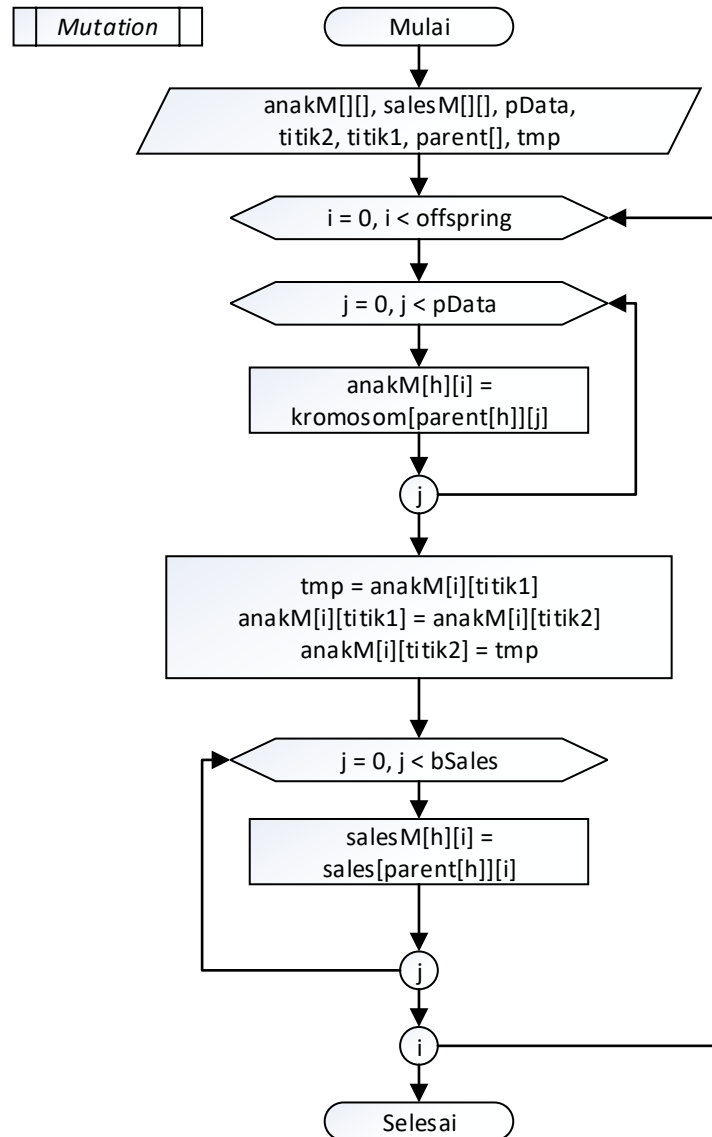 Mutation
Mulai
anakM[][], salesM[][], pData,
titik2, titik1, parent[], tmp
i = 0, i < offspring
j = 0, j < pData
anakM[h][i] =
kromosom[parent[h]][j]
j
tmp = anakM[i][titik1]
anakM[i][titik1] = anakM[i][titik2]
anakM[i][titik2] = tmp
j = 0, j < bSales
salesM[h][i] =
sales[parent[h]][i]
j
i
Selesai